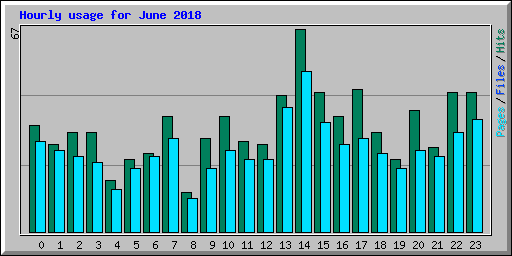 Hourly usage for June 2018
67
Pages/Files/Hits
0 1 2 3 4 5 6 7 8 9 10 11 12 13 14 15 16 17 18 19 20 21 22 23